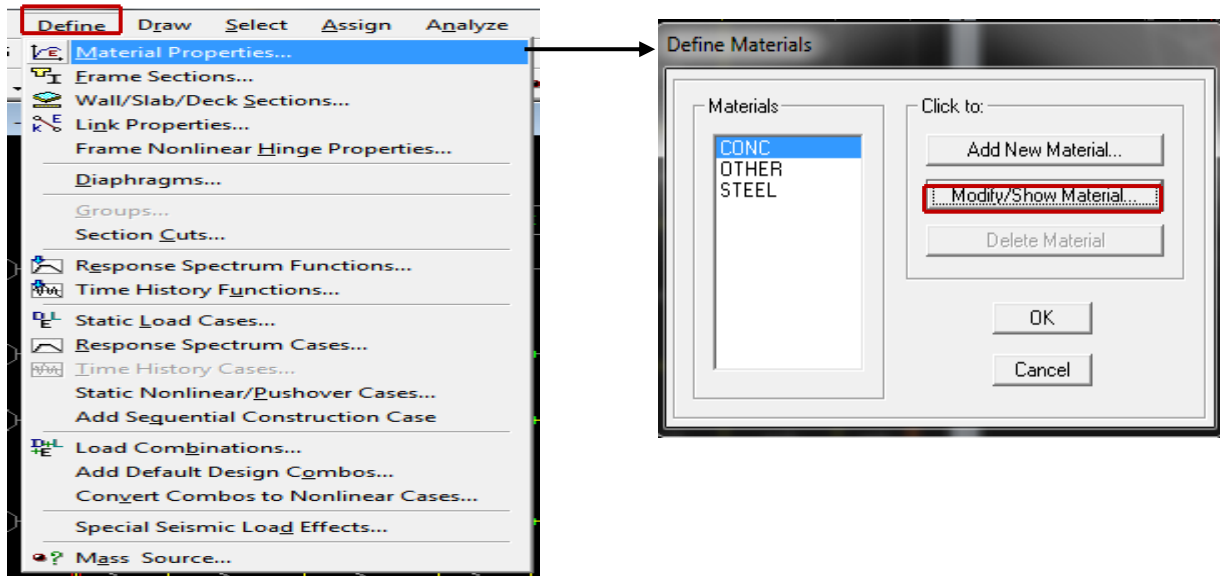 Define Draw Select Assign Analyze
Material Properties...
Frame Sections...
Wall/Slab/Deck Sections...
Link Properties...
Frame Nonlinear Hinge Properties...
Diaphragms...
Groups...
Section Cuts...
Response Spectrum Functions...
Time History Functions...
Static Load Cases...
Response Spectrum Cases...
Time History Cases...
Static Nonlinear/Pushover Cases...
Add Sequential Construction Case
Load Combinations...
Add Default Design Combos...
Convert Combos to Nonlinear Cases...
Special Seismic Load Effects...
Mass Source...
Define Materials
Materials
CONC
OTHER
STEEL
Click to:
Add New Material...
Modify/Show Material...
Delete Material
OK
Cancel